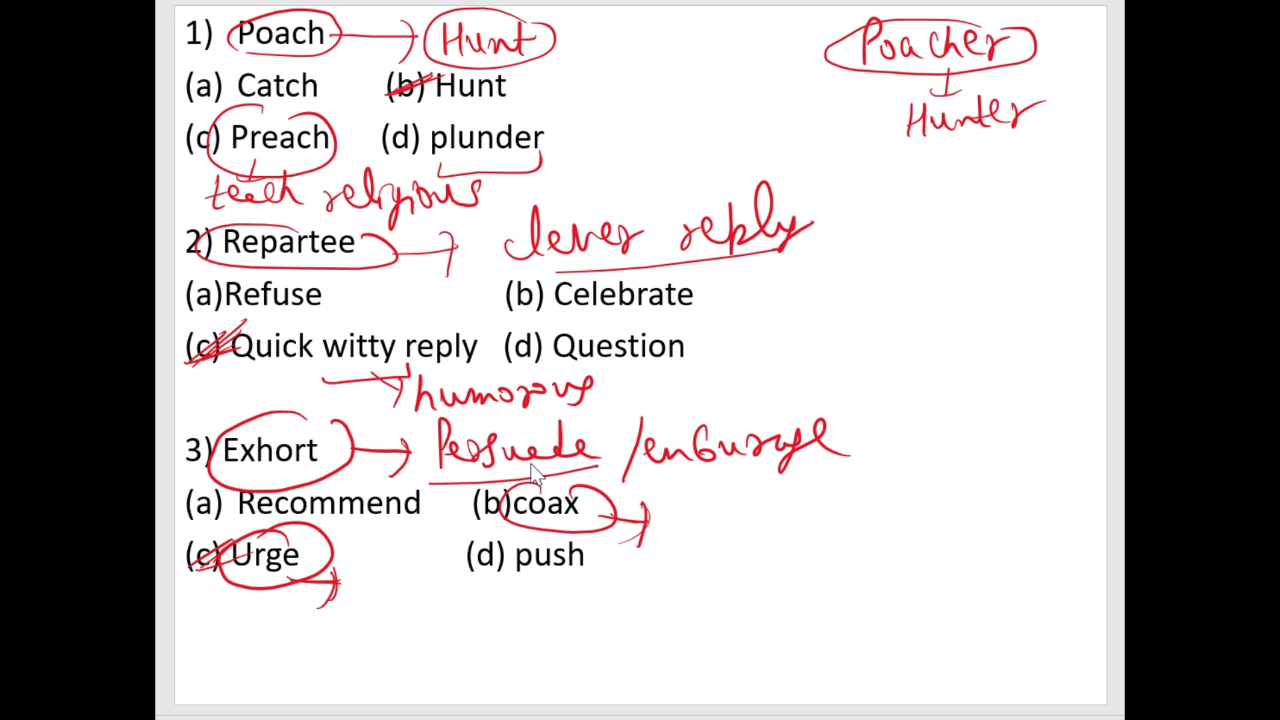 1) Poach → Hunt
Poacher
Hunter
(a) Catch (b) Hunt
(c) Preach (d) plunder
teach religious
2) Repartee → clever reply
(a)Refuse (b) Celebrate
(c) Quick witty reply (d) Question
→ humorous
3) Exhort → Persuade /encourage
(a) Recommend (b)coax →
(c) Urge → (d) push